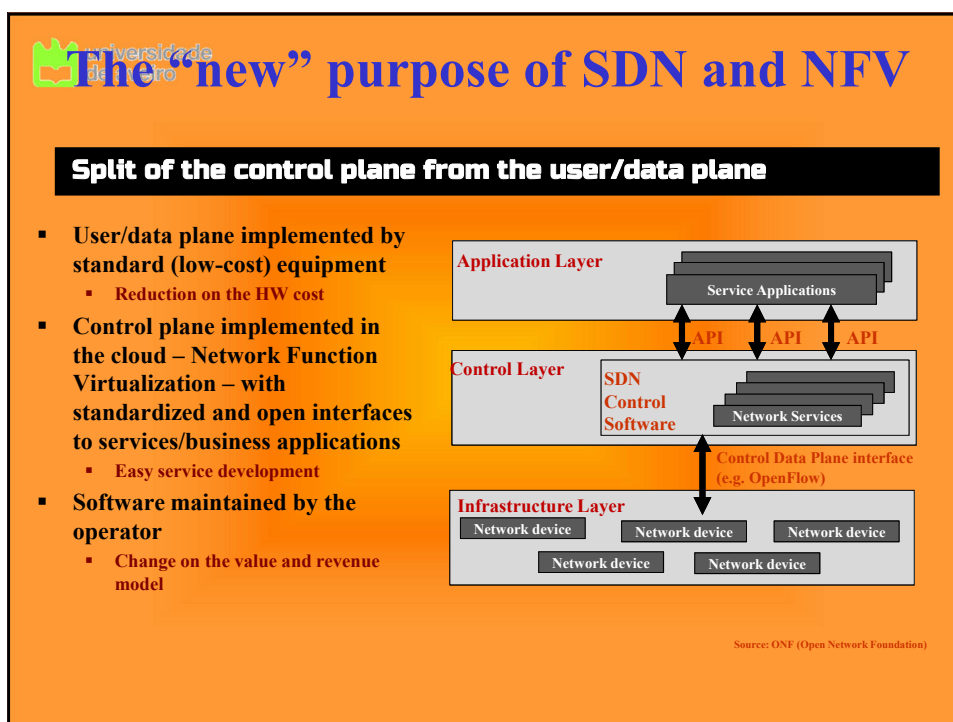 universidade
de aveiro
The “new” purpose of SDN and NFV
Split of the control plane from the user/data plane
▪ User/data plane implemented by
standard (low-cost) equipment
▪ Reduction on the HW cost
▪ Control plane implemented in
the cloud – Network Function
Virtualization – with
standardized and open interfaces
to services/business applications
▪ Easy service development
▪ Software maintained by the
operator
▪ Change on the value and revenue
model
Application Layer
Service Applications
API API API
Control Layer
SDN
Control
Software
Network Services
Control Data Plane interface
(e.g. OpenFlow)
Infrastructure Layer
Network device Network device Network device
Network device Network device
Source: ONF (Open Network Foundation)